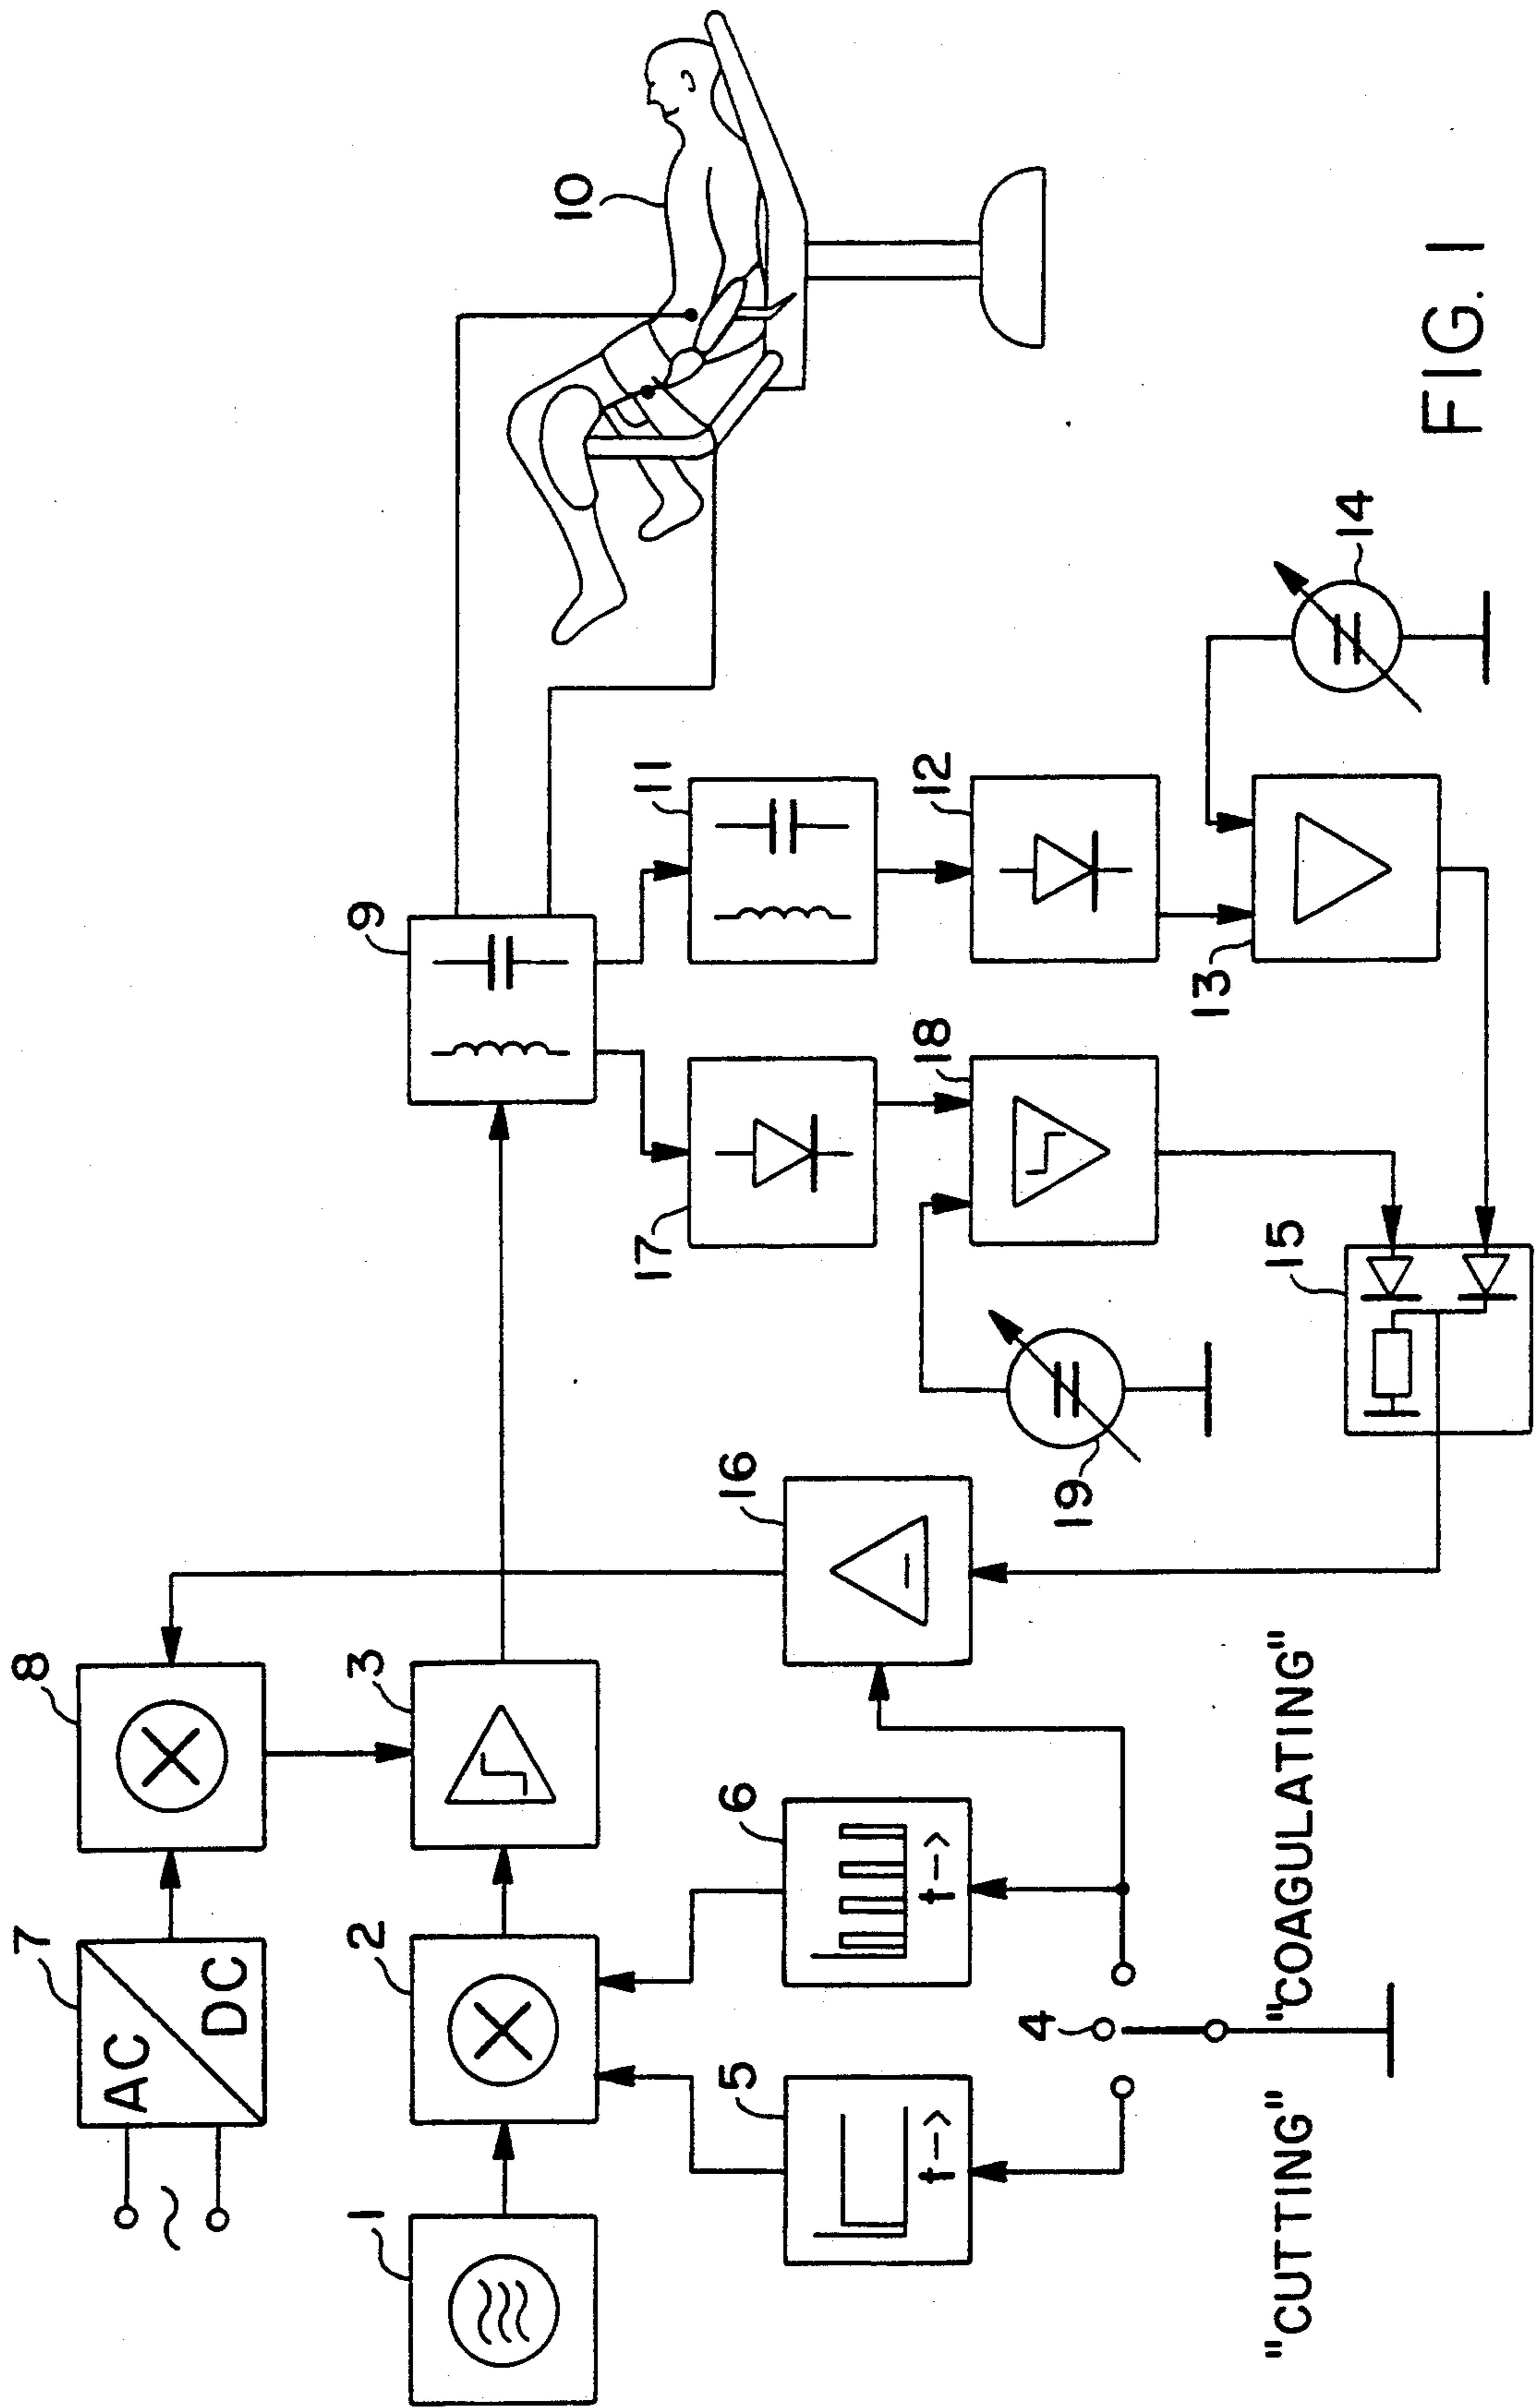 7
AC
DC
8
1
2
3
9
10
5
t-->
6
t-->
16
17
11
18
12
4
19
15
13
14
"CUTTING"
"COAGULATING"
FIG. 1